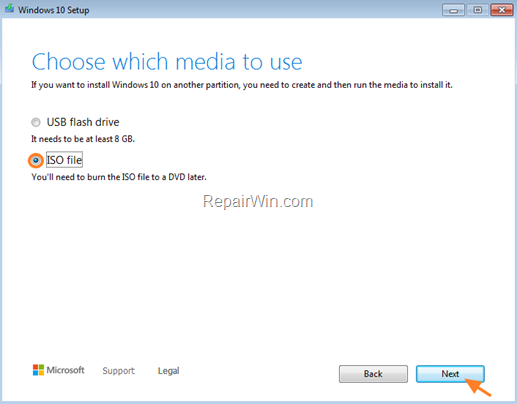 Windows 10 Setup
Choose which media to use
If you want to install Windows 10 on another partition, you need to create and then run the media to install it.
USB flash drive
It needs to be at least 8 GB.
ISO file
You'll need to burn the ISO file to a DVD later.
RepairWin.com
Microsoft Support Legal Back Next